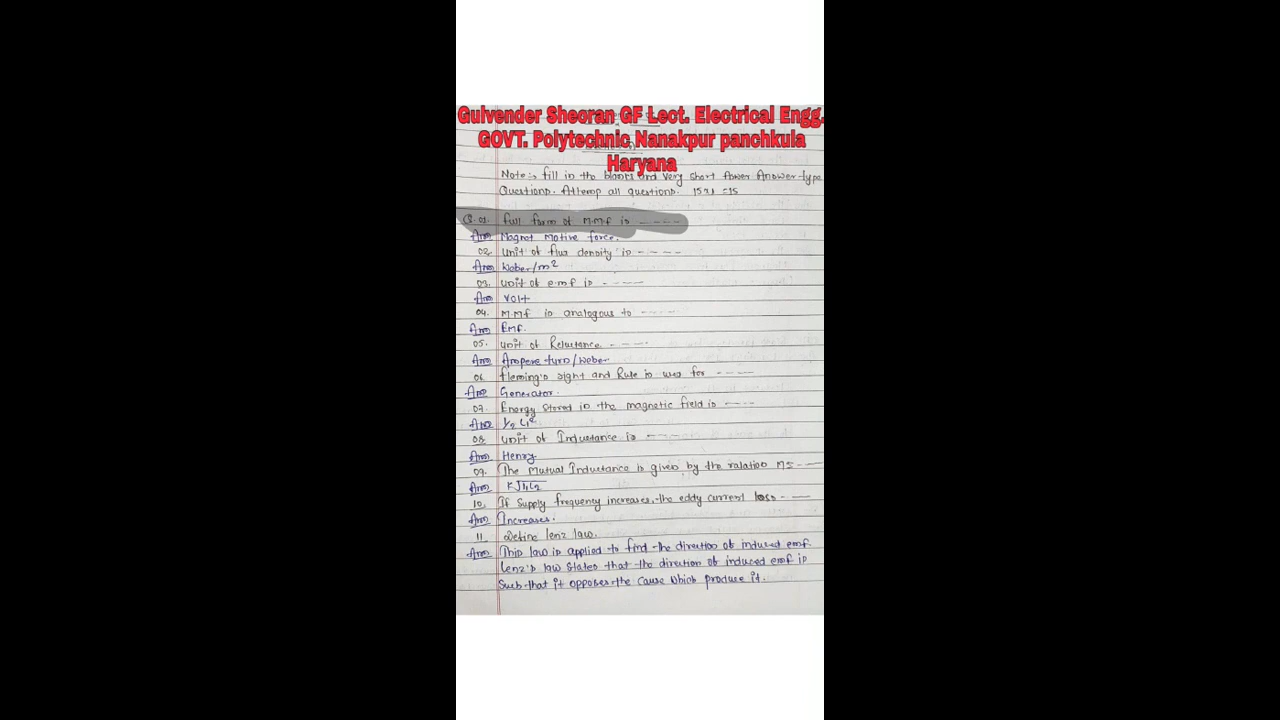 Gulvender Sheoran GF Lect. Electrical Engg.
GOVT. Polytechnic Nanakpur panchkula
Haryana
Note:- fill in the blanks and very short Answer Answer-type
Questions. Attemp all questions. 15x1 =15
Q.01. full form of M.M.f is -----
Ans Magnet Motive force.
02. Unit of flux density is ----
Ans Weber/m²
03. unit of e.m.f is -----
Ans Volt
04. M.M.f is analogous to -----
Ans Emf.
05. unit of Reluctance. -----
Ans Ampere turn/weber
06. fleming's right and Rule is used for ----
Ans Generator.
07. Energy stored in the magnetic field is ----
Ans 1/2 LI²
08. unit of Inductance is ----
Ans Henry
09. The Mutual Inductance is given by the ralation M= ----
Ans K√L1L2
10. If Supply frequency increases, the eddy current loss ----
Ans Increases.
11. Define lenz law.
Ans This law is applied to find the direction of induced emf.
lenz's law states that the direction of induced emf is
Such that it opposes the cause which produce it.